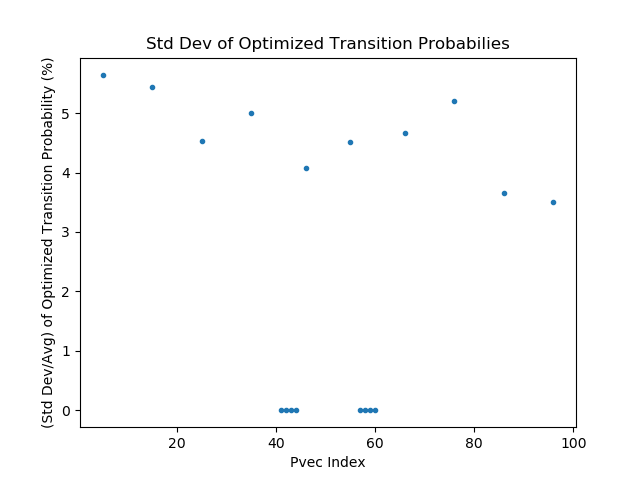 Std Dev of Optimized Transition Probabilies
(Std Dev/Avg) of Optimized Transition Probability (%)
5
4
3
2
1
0
20 40 60 80 100
Pvec Index